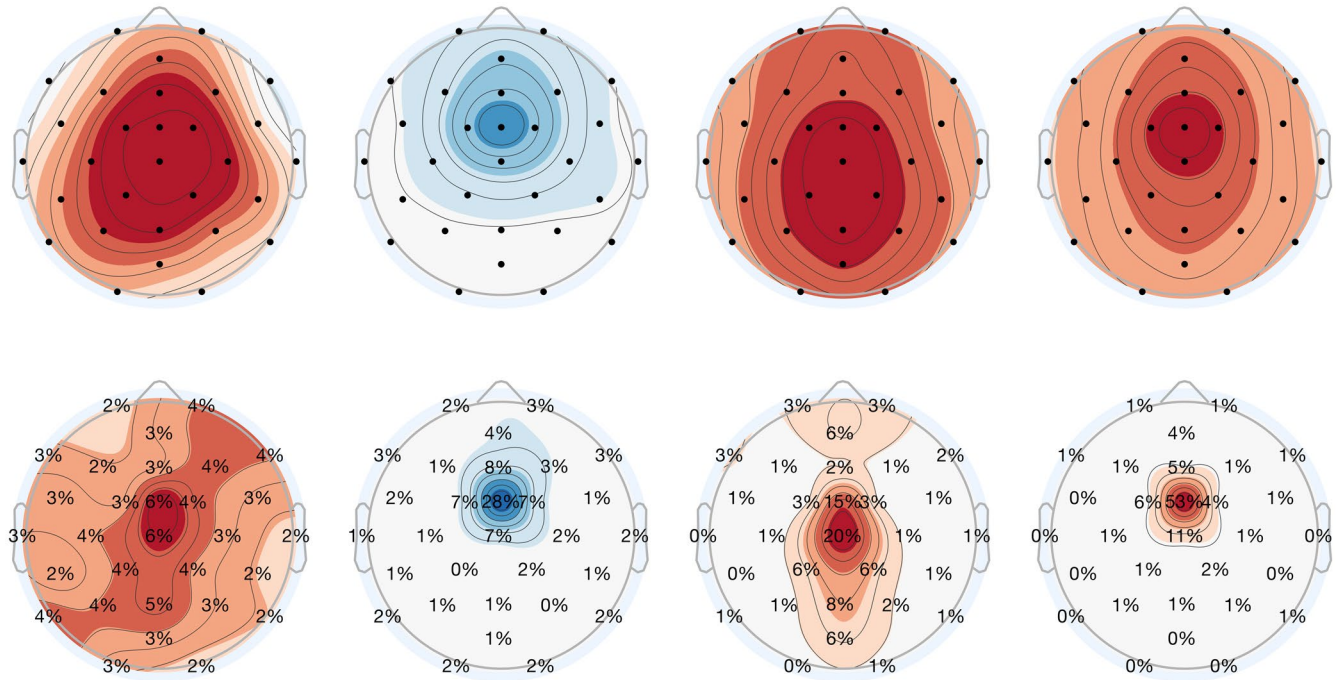 2% 4% 2% 3% 3% 3% 1% 1%
3% 4% 6% 4%
3% 2% 3% 4% 4% 3% 1% 8% 3% 3% 3% 1% 2% 1% 2% 1% 1% 5% 1% 1%
3% 3% 6% 4% 3% 2% 7% 28% 7% 1% 1% 3% 15% 3% 1% 0% 6% 53% 4% 1%
3% 4% 6% 3% 2% 1% 1% 7% 1% 2% 0% 1% 20% 1% 1% 0% 1% 11% 1% 0%
2% 4% 4% 2% 1% 0% 2% 1% 0% 6% 6% 1% 0% 1% 2% 0%
4% 4% 5% 3% 2% 2% 1% 1% 0% 2% 1% 1% 8% 2% 1% 0% 1% 1% 1% 1%
3% 1% 6% 0%
3% 2% 2% 2% 0% 1% 0% 0%